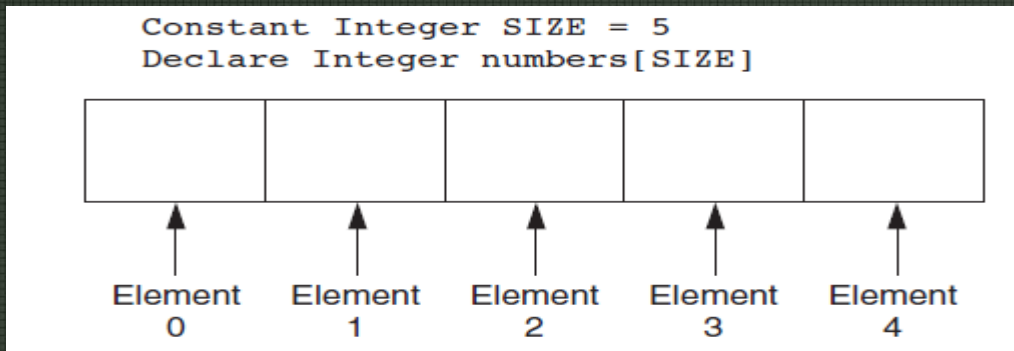 Constant Integer SIZE = 5
Declare Integer numbers[SIZE]
Element Element Element Element Element
0 1 2 3 4